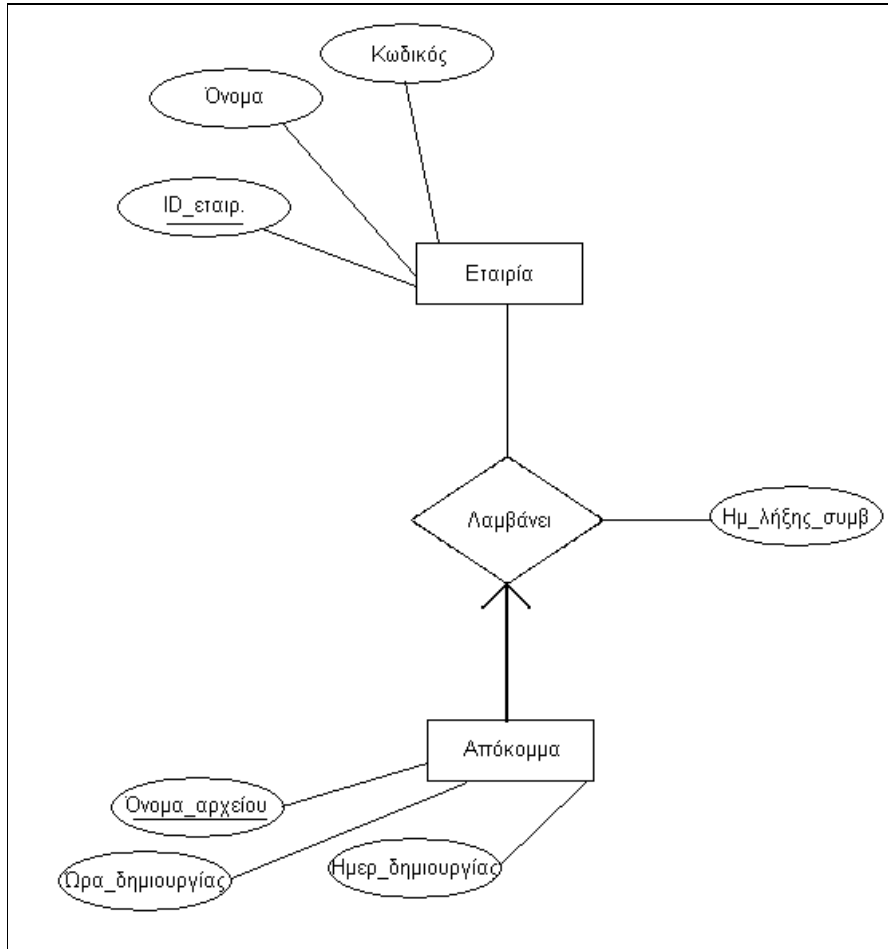 Κωδικός
Όνομα
ID_εταιρ.
Εταιρία
Λαμβάνει
Ημ_λήξης_συμβ
Απόκομμα
Όνομα_αρχείου
Ημερ_δημιουργίας
Ώρα_δημιουργίας